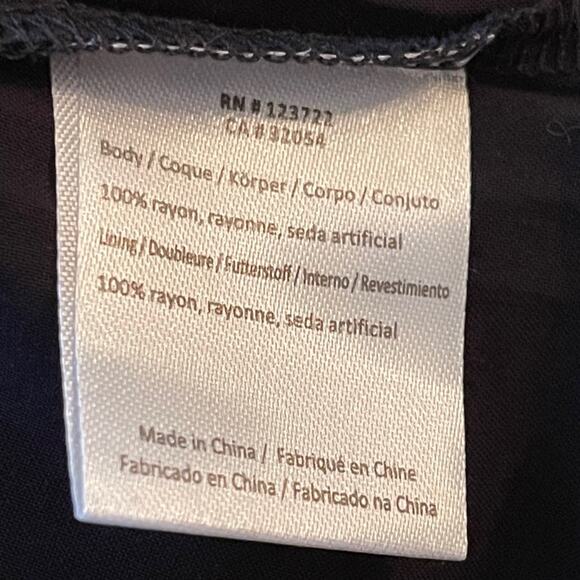 RN # 123722
CA # 32054
Body / Coque / Körper / Corpo / Conjuto
100% rayon, rayonne, seda artificial
Lining / Doubleure / Futterstoff / Interno / Revestimiento
100% rayon, rayonne, seda artificial
Made in China / Fabriqué en Chine
Fabricado en China / Fabricado na China